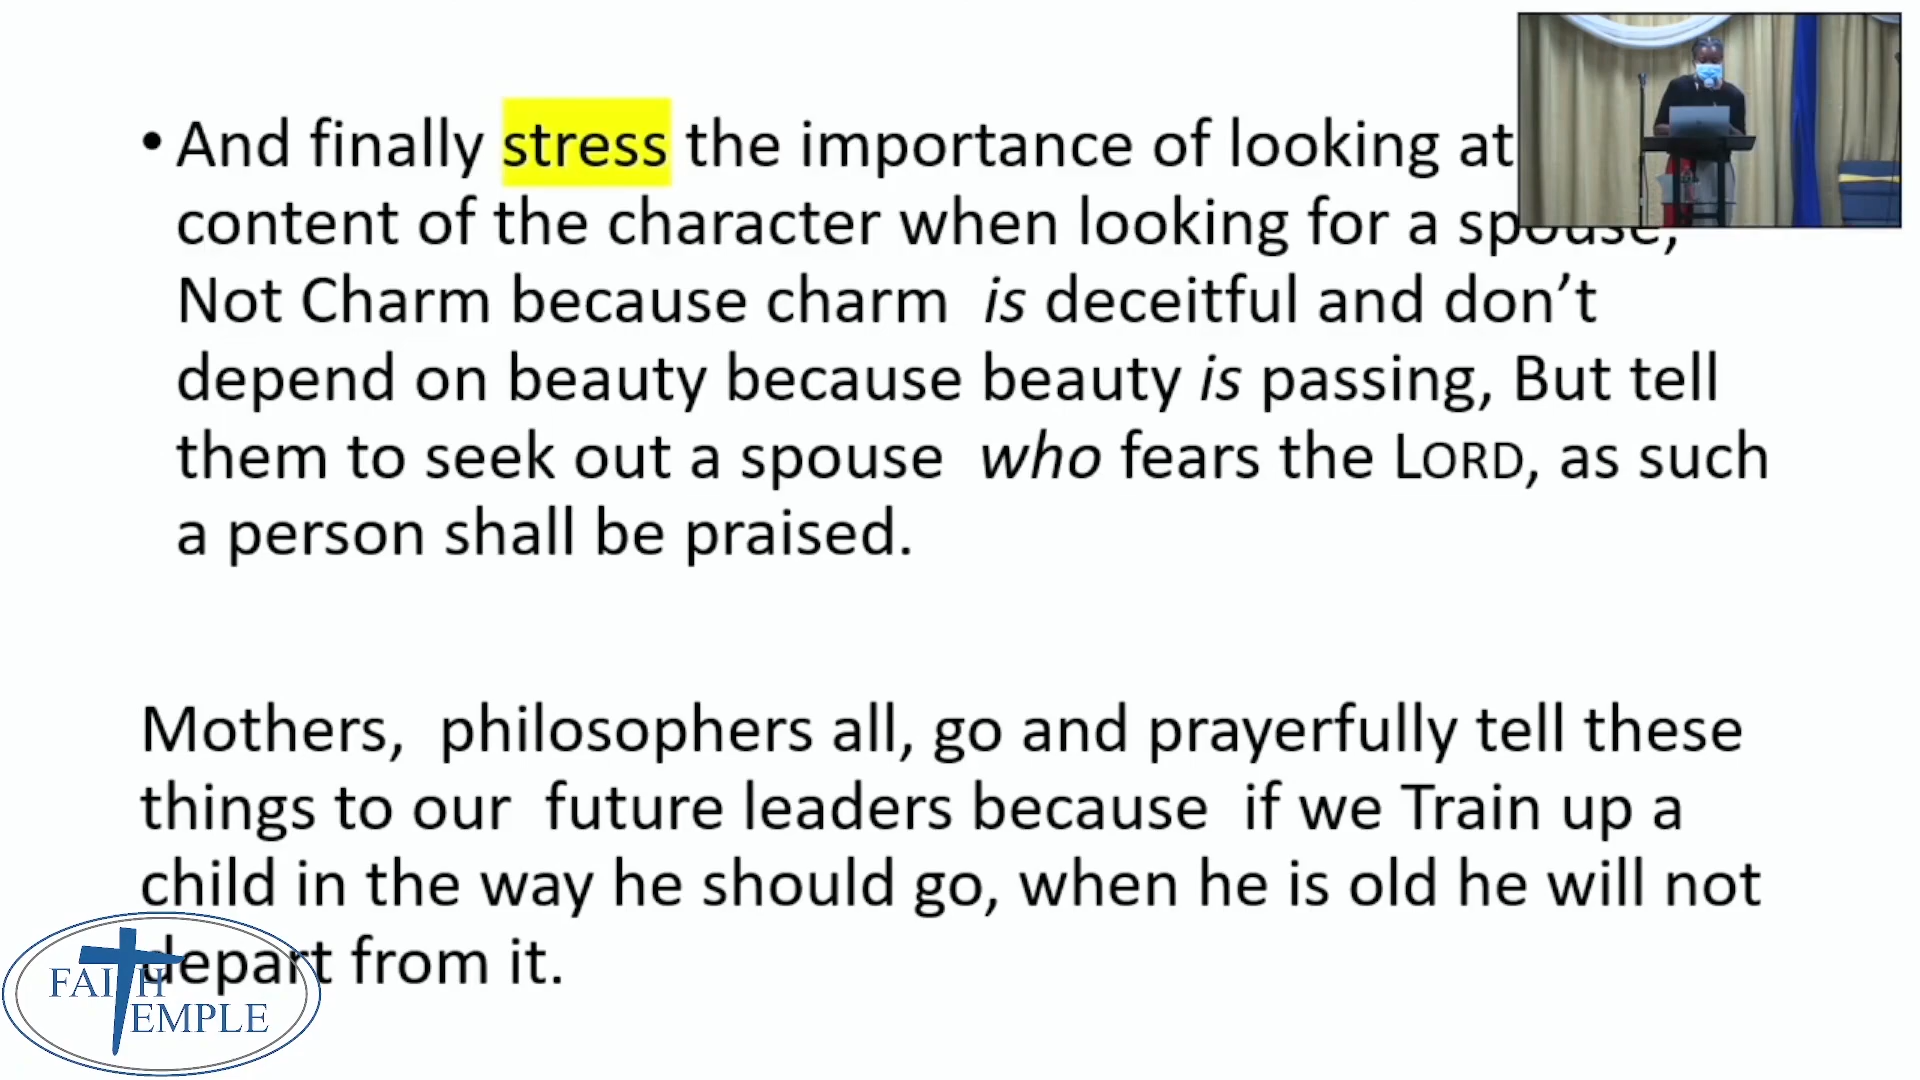 • And finally stress the importance of looking at
content of the character when looking for a spouse,
Not Charm because charm is deceitful and don’t
depend on beauty because beauty is passing, But tell
them to seek out a spouse who fears the LORD, as such
a person shall be praised.
Mothers, philosophers all, go and prayerfully tell these
things to our future leaders because if we Train up a
child in the way he should go, when he is old he will not
depart from it.
FAITH
TEMPLE